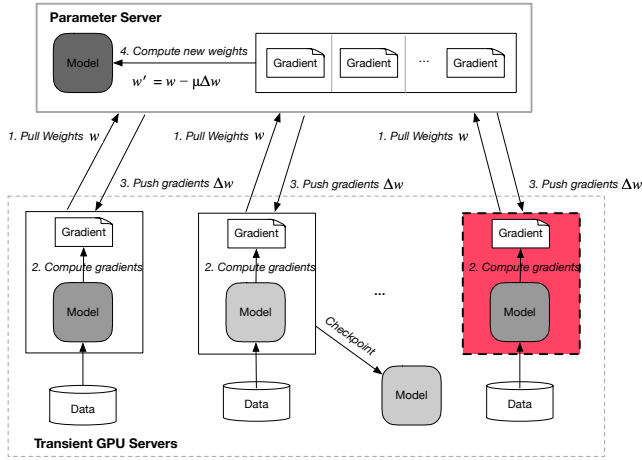 Parameter Server
4. Compute new weights
Model
Gradient
Gradient
...
Gradient
w′ = w − μΔw
1. Pull Weights w
1. Pull Weights w
1. Pull Weights w
3. Push gradients Δw
3. Push gradients Δw
3. Push gradients Δw
Gradient
Gradient
Gradient
2. Compute gradients
2. Compute gradients
2. Compute gradients
...
Model
Model
Model
Checkpoint
Model
Data
Data
Data
Transient GPU Servers